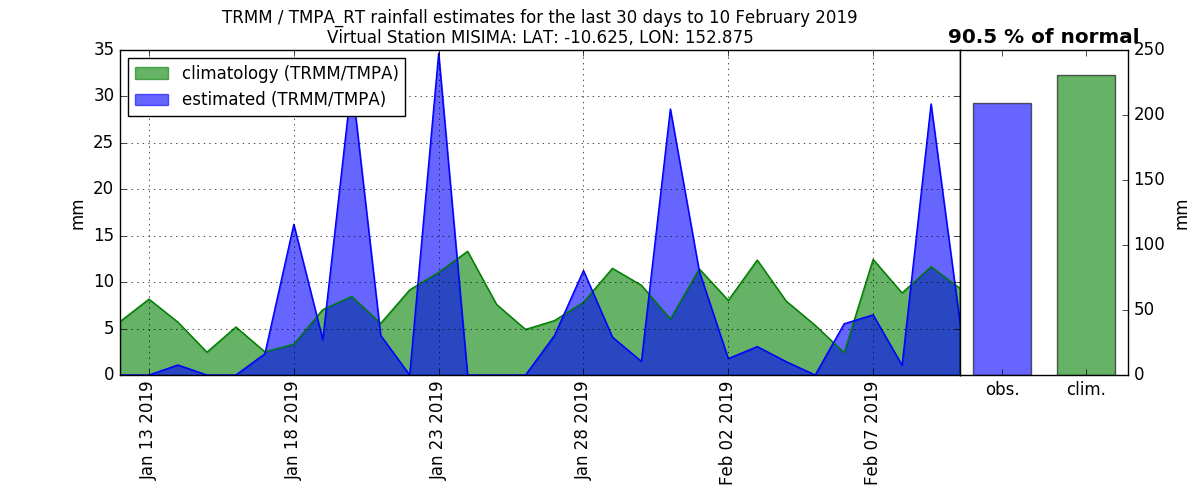 TRMM / TMPA_RT rainfall estimates for the last 30 days to 10 February 2019
Virtual Station MISIMA: LAT: -10.625, LON: 152.875
90.5 % of normal
climatology (TRMM/TMPA)
estimated (TRMM/TMPA)
35
30
25
20
15
10
5
0
mm
Jan 13 2019
Jan 18 2019
Jan 23 2019
Jan 28 2019
Feb 02 2019
Feb 07 2019
250
200
150
100
50
0
mm
obs.
clim.